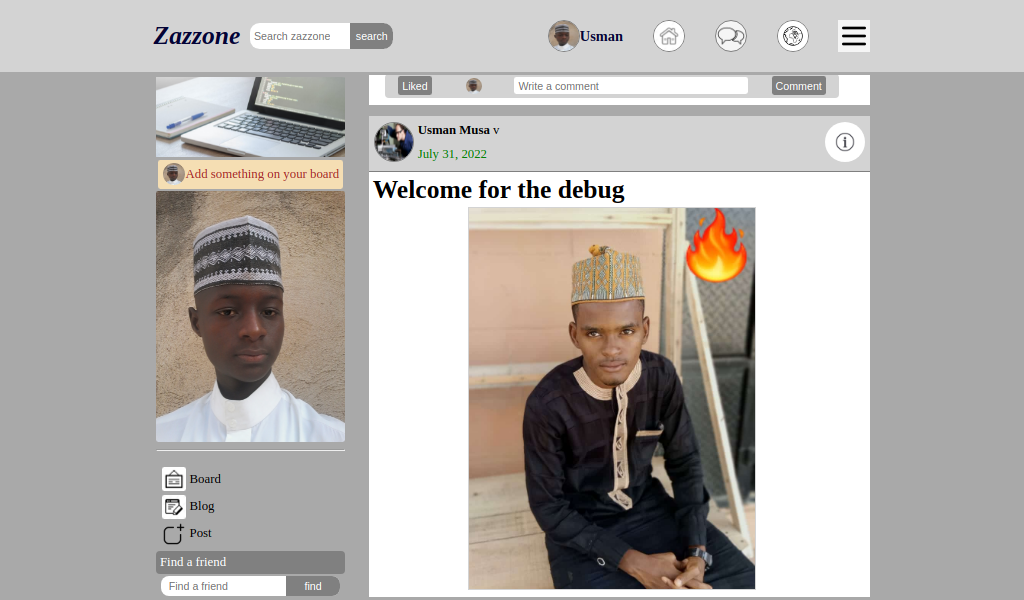 Zazzone
Search zazzone
search
Usman
Liked
Write a comment
Comment
Add something on your board
Board
Blog
Post
Find a friend
Find a friend
find
Usman Musa v
July 31, 2022
Welcome for the debug